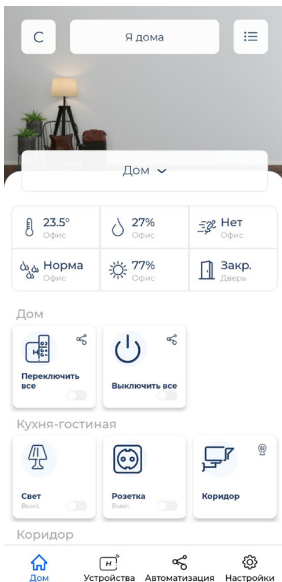 С
Я дома
Дом
23.5°
Офис
27%
Офис
Нет
Офис
Норма
Офис
77%
Офис
Закр.
Дверь
Дом
Переключить
все
Выключить все
Кухня-гостиная
Свет
Выкл.
Розетка
Выкл.
Коридор
Коридор
Дом
Устройства
Автоматизация
Настройки